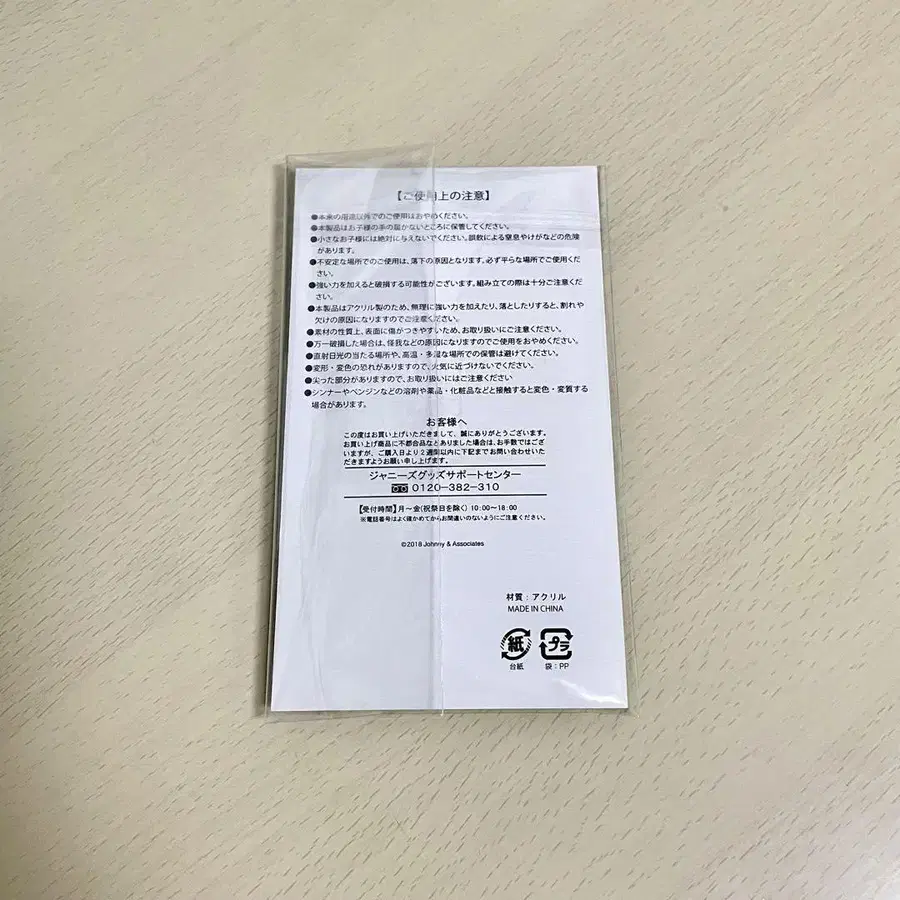 【ご使用上の注意】
●本来の用途以外でのご使用はおやめください。
●本製品はお子様の手の届かないところに保管してください。
●小さなお子様には絶対に与えないでください。誤飲による窒息やけがなどの危険
があります。
●不安定な場所でのご使用は、落下の原因となります。必ず平らな場所でご使用くだ
さい。
●強い力を加えると破損する可能性がございます。組み立ての際は十分ご注意くだ
さい。
●本製品はアクリル製のため、無理に強い力を加えたり、落としたりすると、割れや
欠けの原因になりますのでご注意ください。
●素材の性質上、表面に傷がつきやすいため、お取り扱いにご注意ください。
●万一破損した場合は、怪我などの原因になりますのでご使用をおやめください。
●直射日光の当たる場所や、高温・多湿な場所での保管は避けてください。
●変形・変色の恐れがありますので、火気に近づけないでください。
●尖った部分がありますので、お取り扱いにはご注意ください
●シンナーやベンジンなどの溶剤や薬品・化粧品などと接触すると変色・変質する
場合があります。
お客様へ
この度はお買い上げいただきまして、誠にありがとうございます。
お買い上げ商品に不都合品などありました場合は、お手数ではござ
いますが、ご購入日より2週間以内に下記までお問い合わせいた
だきますようお願い申し上げます。
ジャニーズグッズサポートセンター
0120-382-310
【受付時間】月〜金(祝祭日を除く) 10:00〜18:00
※電話番号はよく確かめてからお間違いのないようにご注意ください。
©2018 Johnny & Associates
材質:アクリル
MADE IN CHINA
紙 プラ
台紙 袋:PP